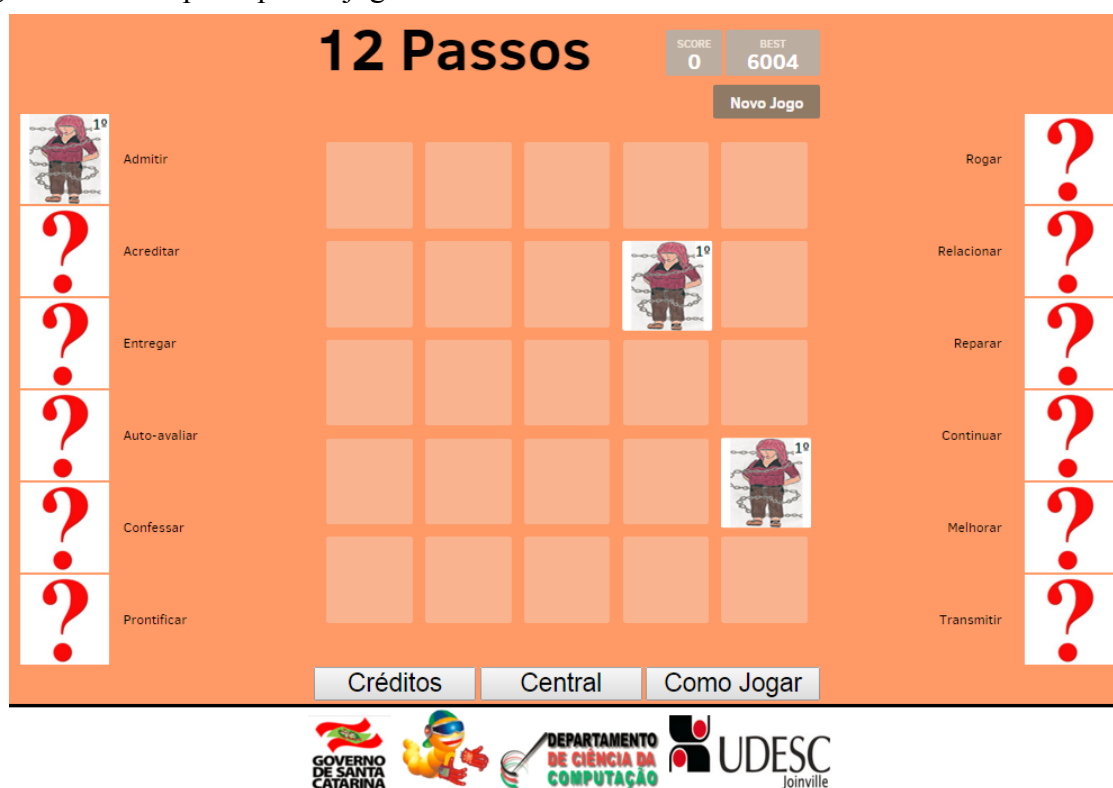 12 Passos
SCORE
0
BEST
6004
Novo Jogo
1º
Admitir
?
Acreditar
?
Entregar
?
Auto-avaliar
?
Confessar
?
Prontificar
1º
1º
Rogar
?
Relacionar
?
Reparar
?
Continuar
?
Melhorar
?
Transmitir
?
Créditos
Central
Como Jogar
GOVERNO
DE SANTA
CATARINA
DEPARTAMENTO
DE CIÊNCIA DA
COMPUTAÇÃO
UDESC
Joinville